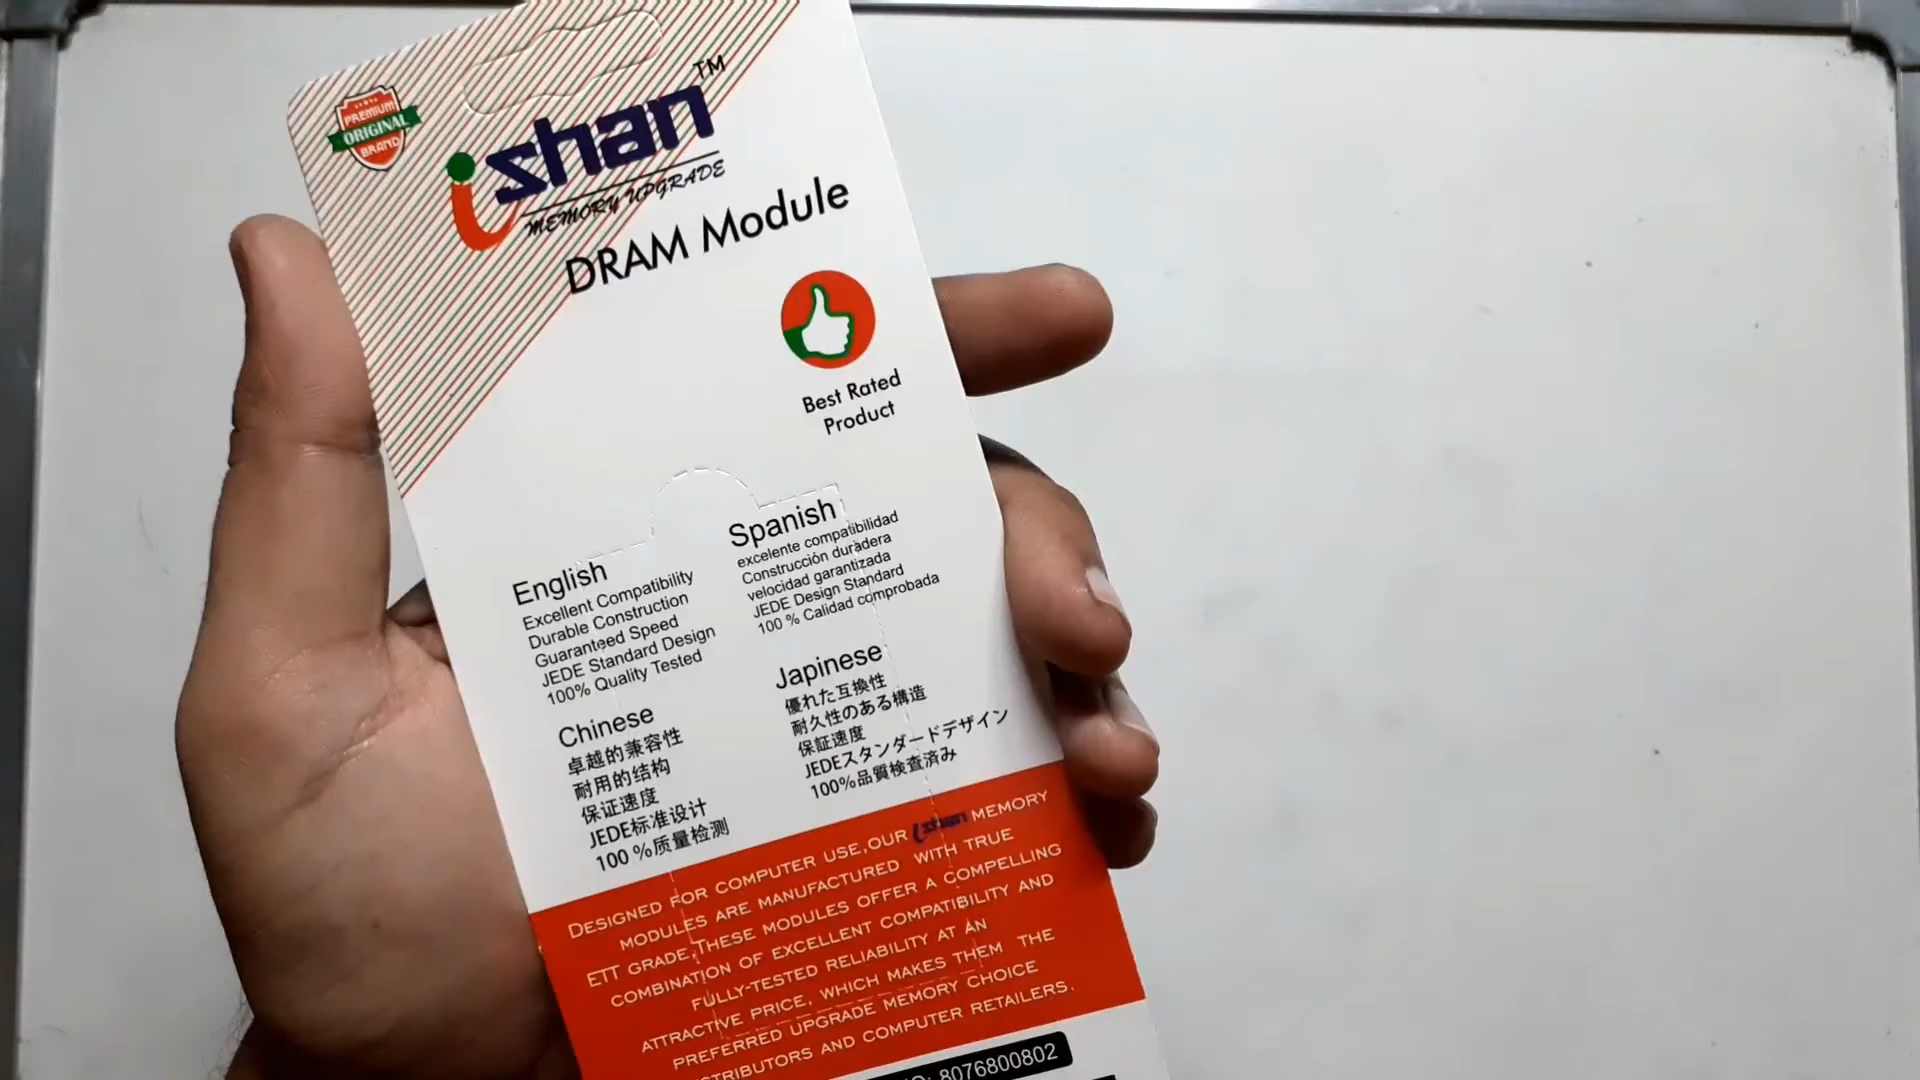 PREMIUM
ORIGINAL
BRAND
ishan TM
MEMORY UPGRADE
DRAM Module
Best Rated
Product
English
Excellent Compatibility
Durable Construction
Guaranteed Speed
JEDE Standard Design
100% Quality Tested
Spanish
excelente compatibilidad
Construcción duradera
velocidad garantizada
JEDE Design Standard
100 % Calidad comprobada
Chinese
卓越的兼容性
耐用的结构
保证速度
JEDE标准设计
100 %质量检测
Japinese
優れた互換性
耐久性のある構造
保証速度
JEDEスタンダードデザイン
100%品質検査済み
DESIGNED FOR COMPUTER USE,OUR ishan MEMORY
MODULES ARE MANUFACTURED WITH TRUE
ETT GRADE,THESE MODULES OFFER A COMPELLING
COMBINATION OF EXCELLENT COMPATIBILITY AND
FULLY-TESTED RELIABILITY AT AN
ATTRACTIVE PRICE, WHICH MAKES THEM THE
PREFERRED UPGRADE MEMORY CHOICE
AND COMPUTER RETAILERS.
8076800802